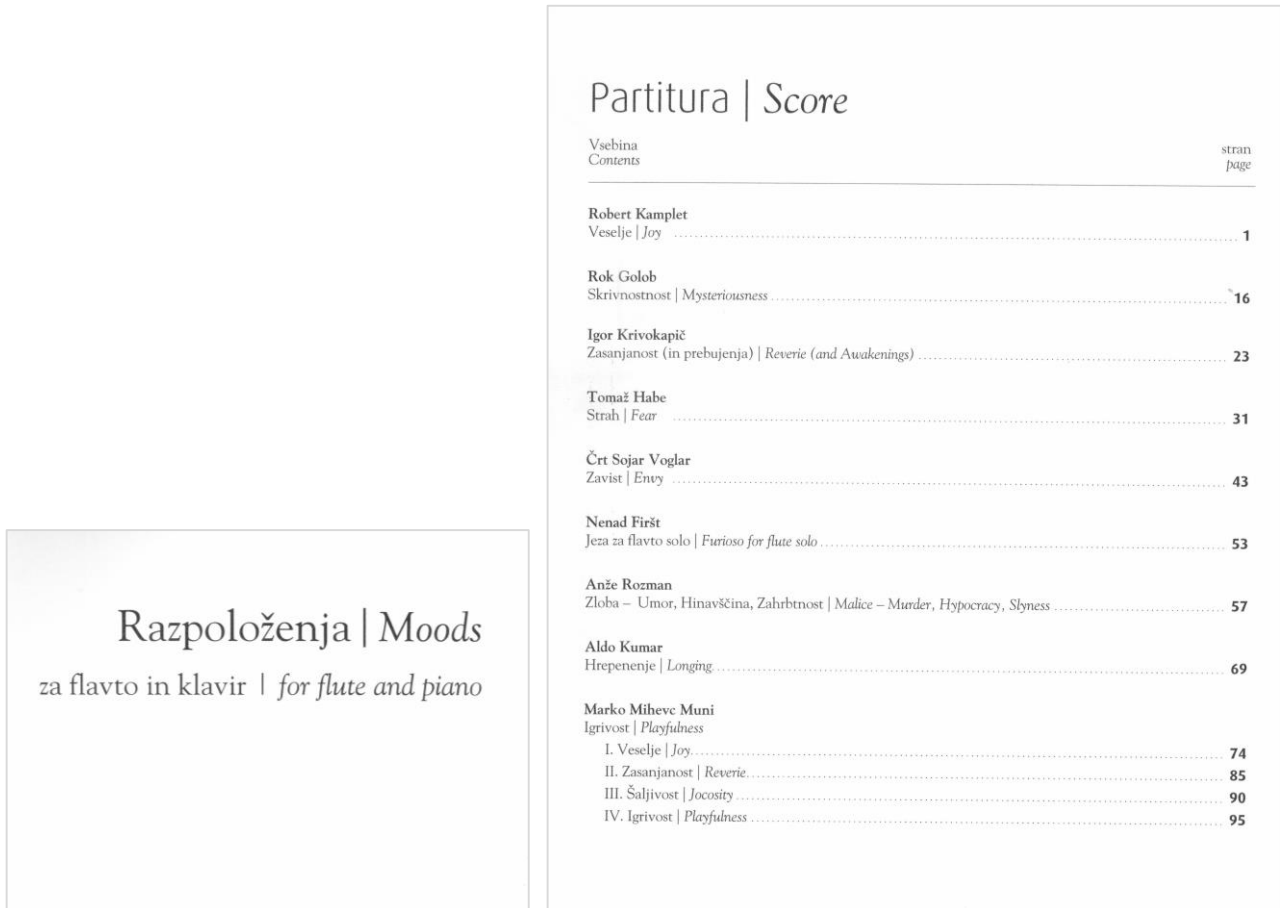 Razpoloženja | Moods
za flavto in klavir | for flute and piano
Partitura | Score
Vsebina
Contents
stran
page
Robert Kamplet
Veselje | Joy 1
Rok Golob
Skrivnostnost | Mysteriousness 16
Igor Krivokapič
Zasanjanost (in prebujenja) | Reverie (and Awakenings) 23
Tomaž Habe
Strah | Fear 31
Črt Sojar Voglar
Zavist | Envy 43
Nenad Firšt
Jeza za flavto solo | Furioso for flute solo 53
Anže Rozman
Zloba – Umor, Hinavščina, Zahrbtnost | Malice – Murder, Hypocracy, Slyness 57
Aldo Kumar
Hrepenenje | Longing 69
Marko Mihevc Muni
Igrivost | Playfulness
I. Veselje | Joy 74
II. Zasanjanost | Reverie 85
III. Šaljivost | Jocosity 90
IV. Igrivost | Playfulness 95